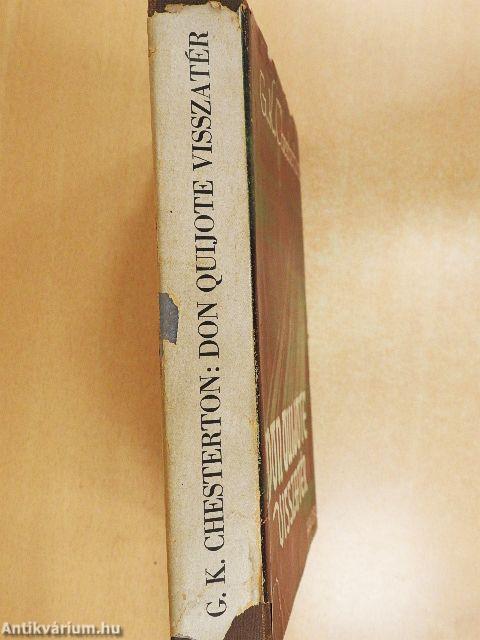 G. K. CHESTERTON: DON QUIJOTE VISSZATÉR
DON QUIJOTE
VISSZATÉR
Antikvárium.hu